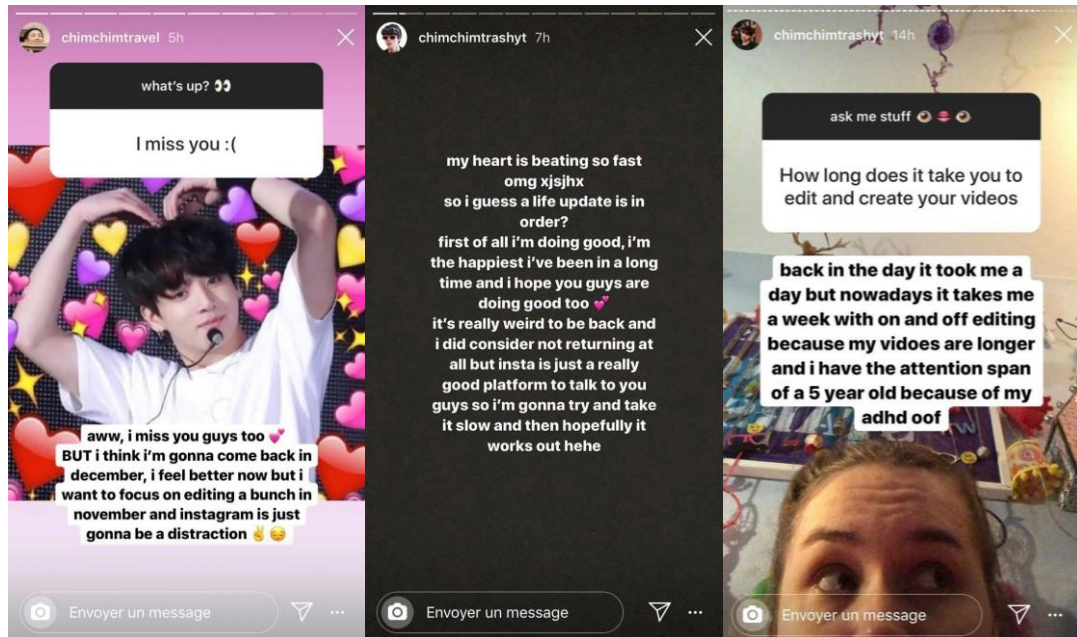 chimchimtravel 5h
what's up? 👀
I miss you :(
aww, i miss you guys too 💕
BUT i think i'm gonna come back in
december, i feel better now but i
want to focus on editing a bunch in
november and instagram is just
gonna be a distraction ✌️😔
Envoyer un message
chimchimtrashyt 7h
my heart is beating so fast
omg xjsjhx
so i guess a life update is in
order?
first of all i'm doing good, i'm
the happiest i've been in a long
time and i hope you guys are
doing good too 💕
it's really weird to be back and
i did consider not returning at
all but insta is just a really
good platform to talk to you
guys so i'm gonna try and take
it slow and then hopefully it
works out hehe
Envoyer un message
chimchimtrashyt 14h
ask me stuff 👁️👄👁️
How long does it take you to
edit and create your videos
back in the day it took me a
day but nowadays it takes me
a week with on and off editing
because my vidoes are longer
and i have the attention span
of a 5 year old because of my
adhd oof
Envoyer un message